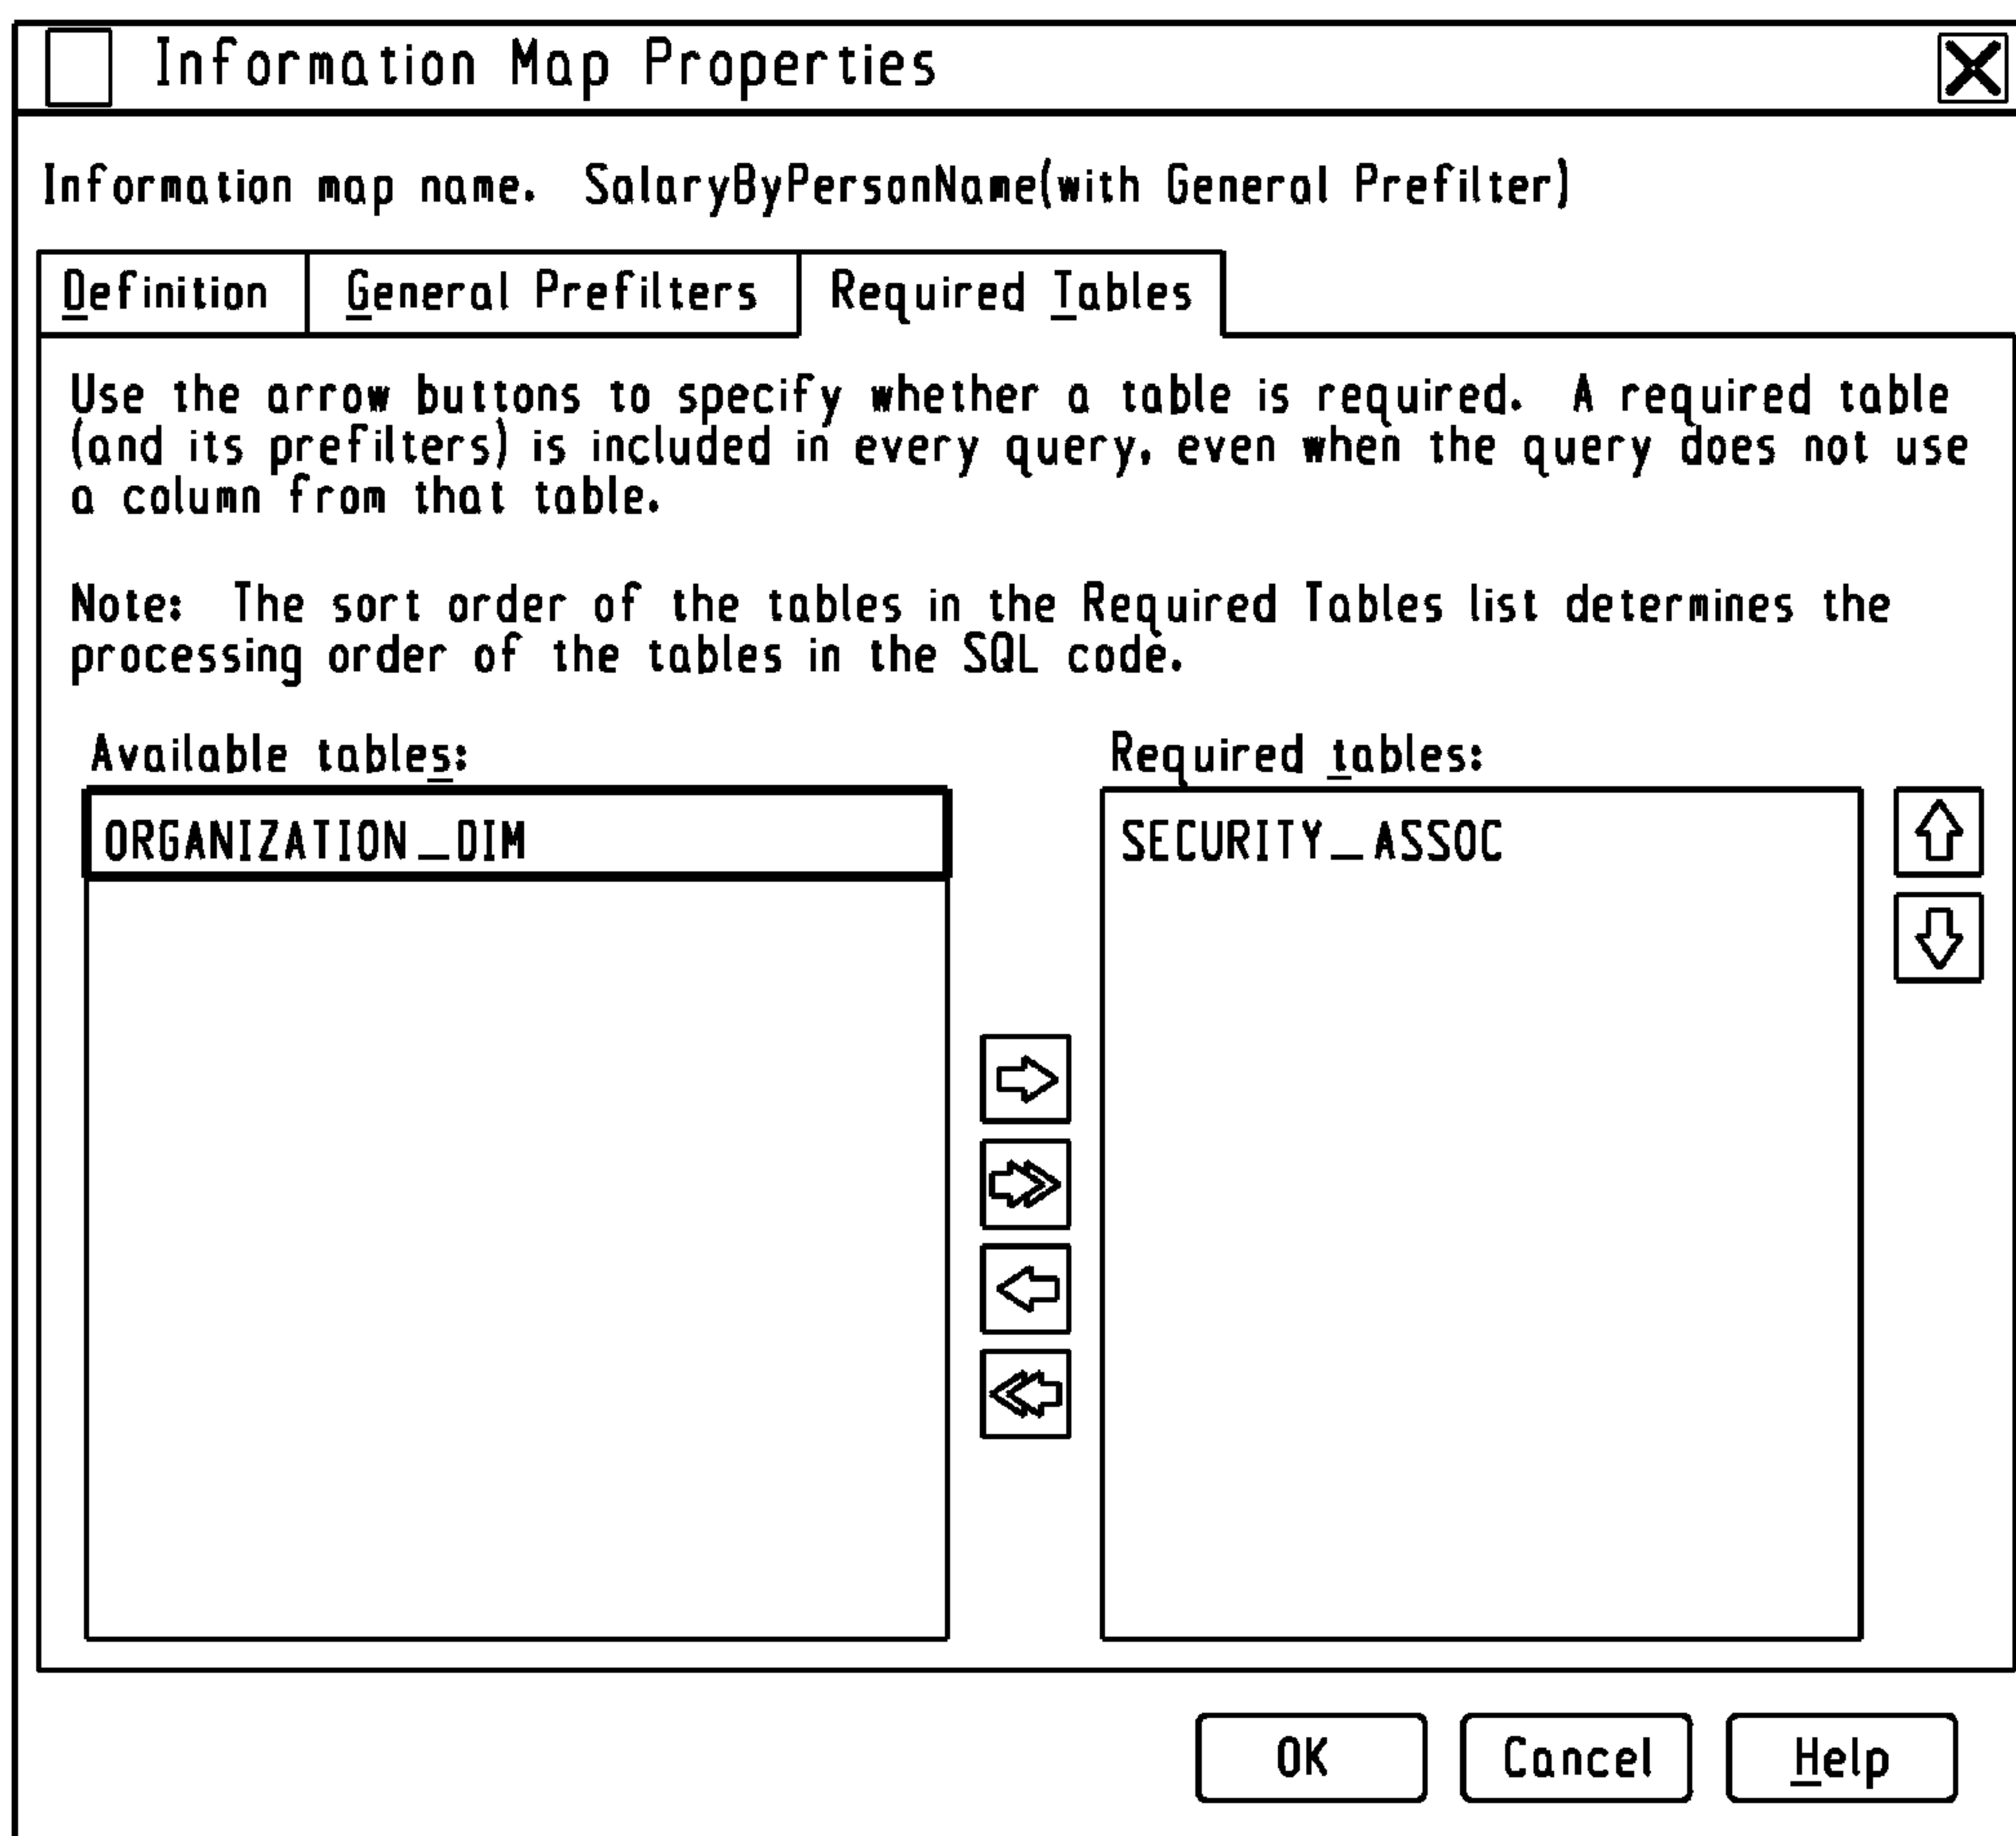 Information Map Properties
Information map name. SalaryByPersonName(with General Prefilter)
Definition General Prefilters Required Tables
Use the arrow buttons to specify whether a table is required. A required table
(and its prefilters) is included in every query, even when the query does not use
a column from that table.
Note: The sort order of the tables in the Required Tables list determines the
processing order of the tables in the SQL code.
Available tables: Required tables:
ORGANIZATION_DIM SECURITY_ASSOC
OK Cancel Help